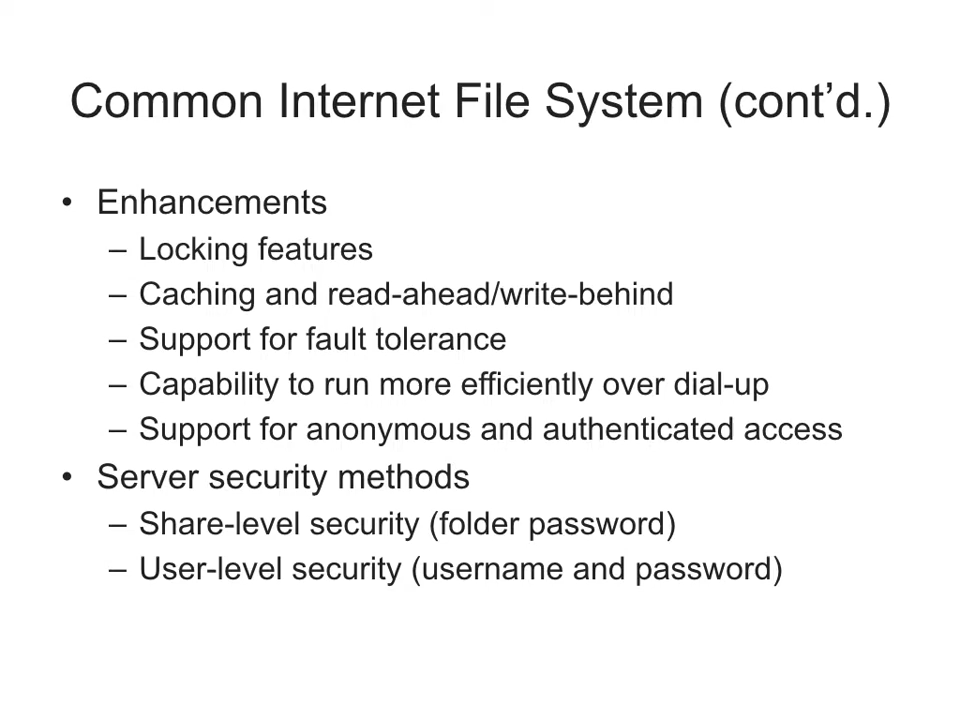 Common Internet File System (cont’d.)
• Enhancements
– Locking features
– Caching and read-ahead/write-behind
– Support for fault tolerance
– Capability to run more efficiently over dial-up
– Support for anonymous and authenticated access
• Server security methods
– Share-level security (folder password)
– User-level security (username and password)